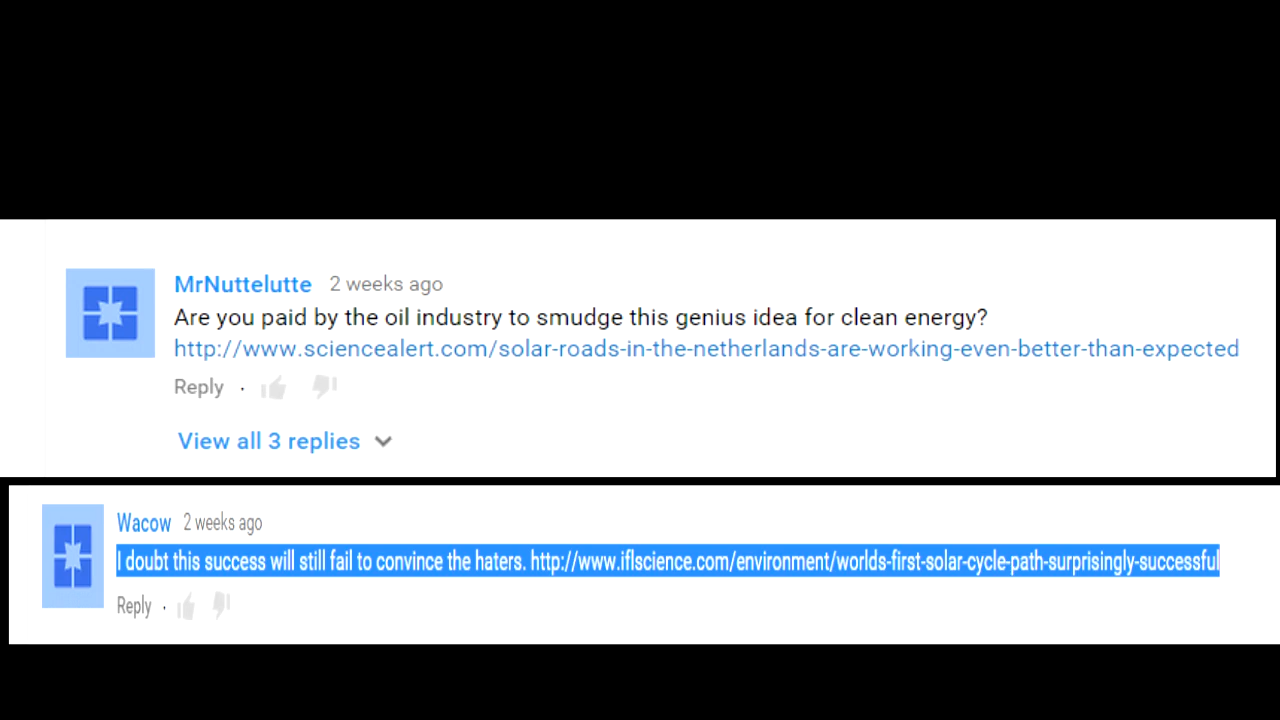 MrNuttelutte 2 weeks ago
Are you paid by the oil industry to smudge this genius idea for clean energy?
http://www.sciencealert.com/solar-roads-in-the-netherlands-are-working-even-better-than-expected
Reply ·
View all 3 replies
Wacow 2 weeks ago
I doubt this success will still fail to convince the haters. http://www.iflscience.com/environment/worlds-first-solar-cycle-path-surprisingly-successful
Reply ·